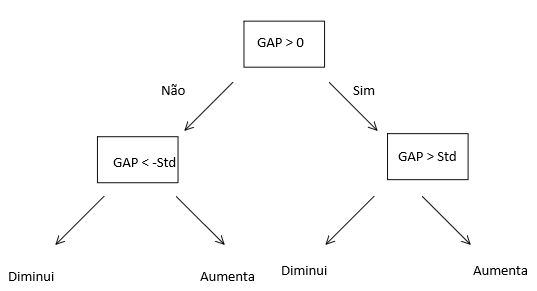 GAP > 0
Não
Sim
GAP < -Std
GAP > Std
Diminui
Aumenta
Diminui
Aumenta